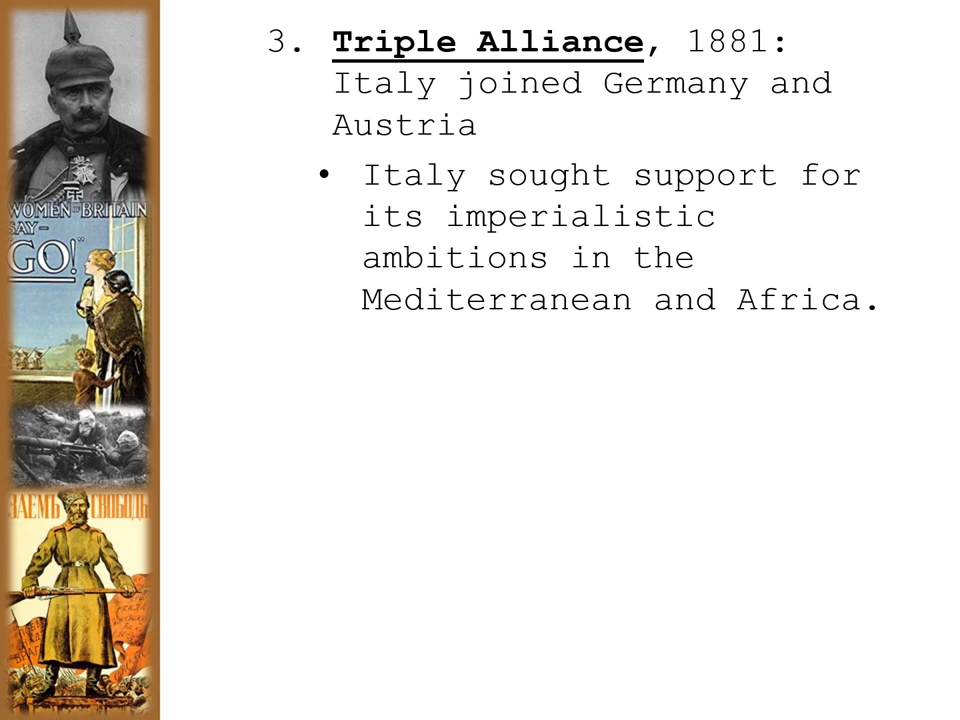 3. Triple Alliance, 1881:
Italy joined Germany and
Austria
• Italy sought support for
its imperialistic
ambitions in the
Mediterranean and Africa.
WOMEN OF BRITAIN
SAY -
"GO!"
ЗАЕМЪ СВОБОДЫ